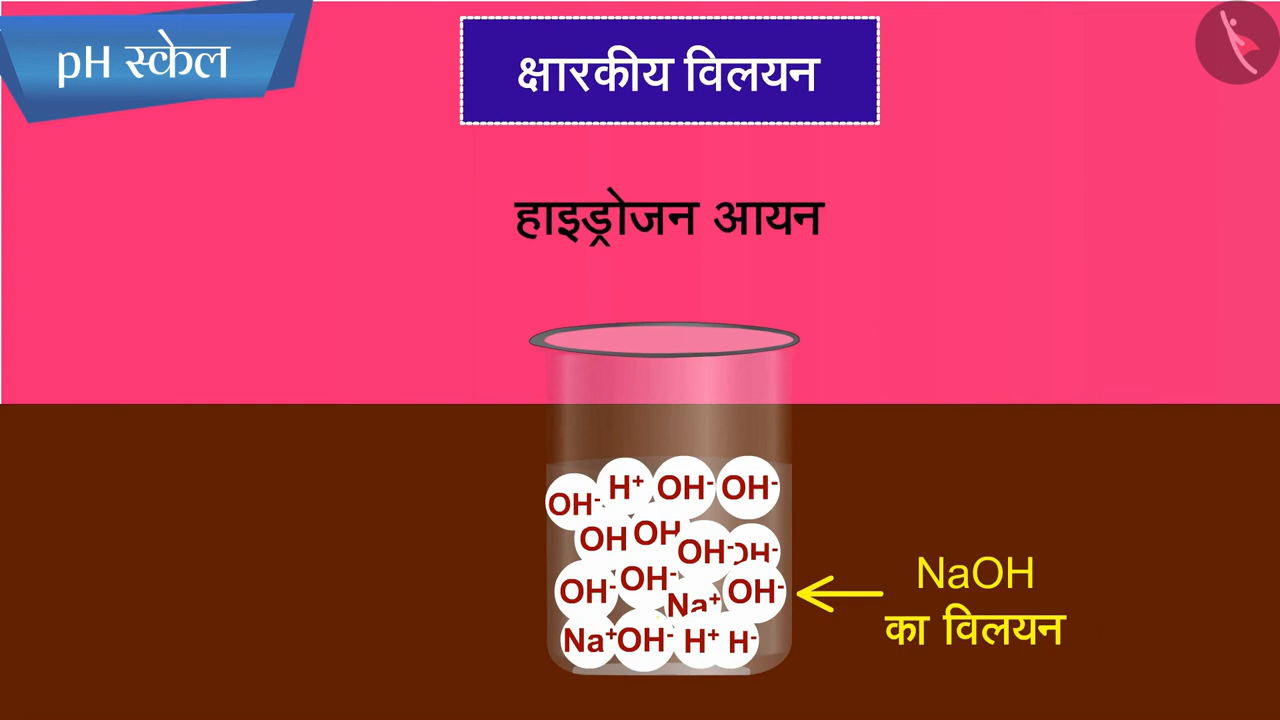 pH स्केल
क्षारकीय विलयन
हाइड्रोजन आयन
OH- H+ OH- OH-
OH OH OH- OH-
OH- OH- Na+ OH-
Na+ OH- H+ H-
NaOH
का विलयन